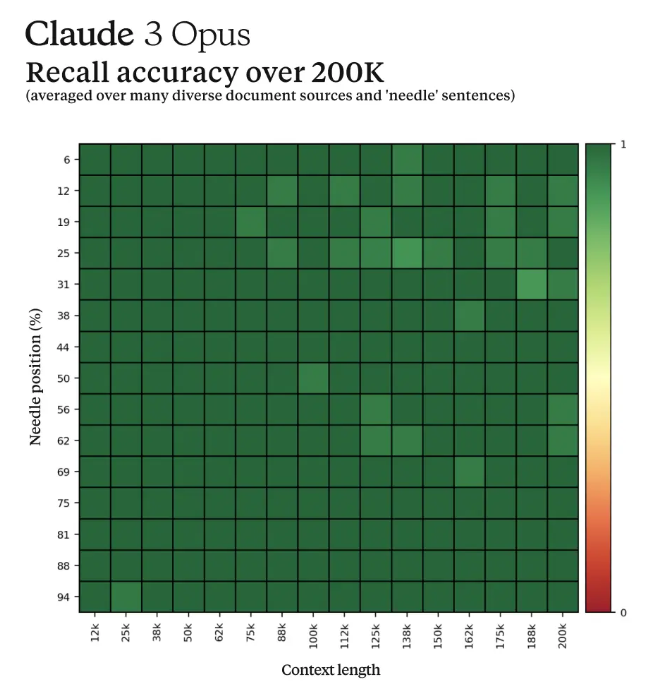 Claude 3 Opus
Recall accuracy over 200K
(averaged over many diverse document sources and 'needle' sentences)
1
6
12
19
25
31
38
44
50
56
62
69
75
81
88
94
0
Needle position (%)
12k
25k
38k
50k
62k
75k
88k
100k
112k
125k
138k
150k
162k
175k
188k
200k
Context length